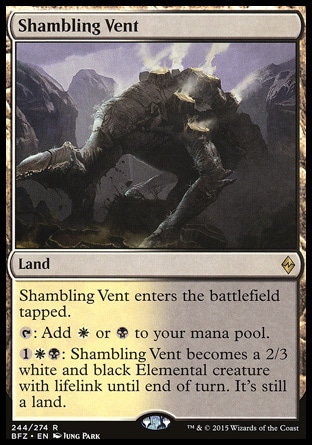 Shambling Vent
Land
Shambling Vent enters the battlefield
tapped.
: Add or to your mana pool.
1 : Shambling Vent becomes a 2/3
white and black Elemental creature
with lifelink until end of turn. It's still
a land.
244/274 R
BFZ • EN Jung Park
™ & © 2015 Wizards of the Coast